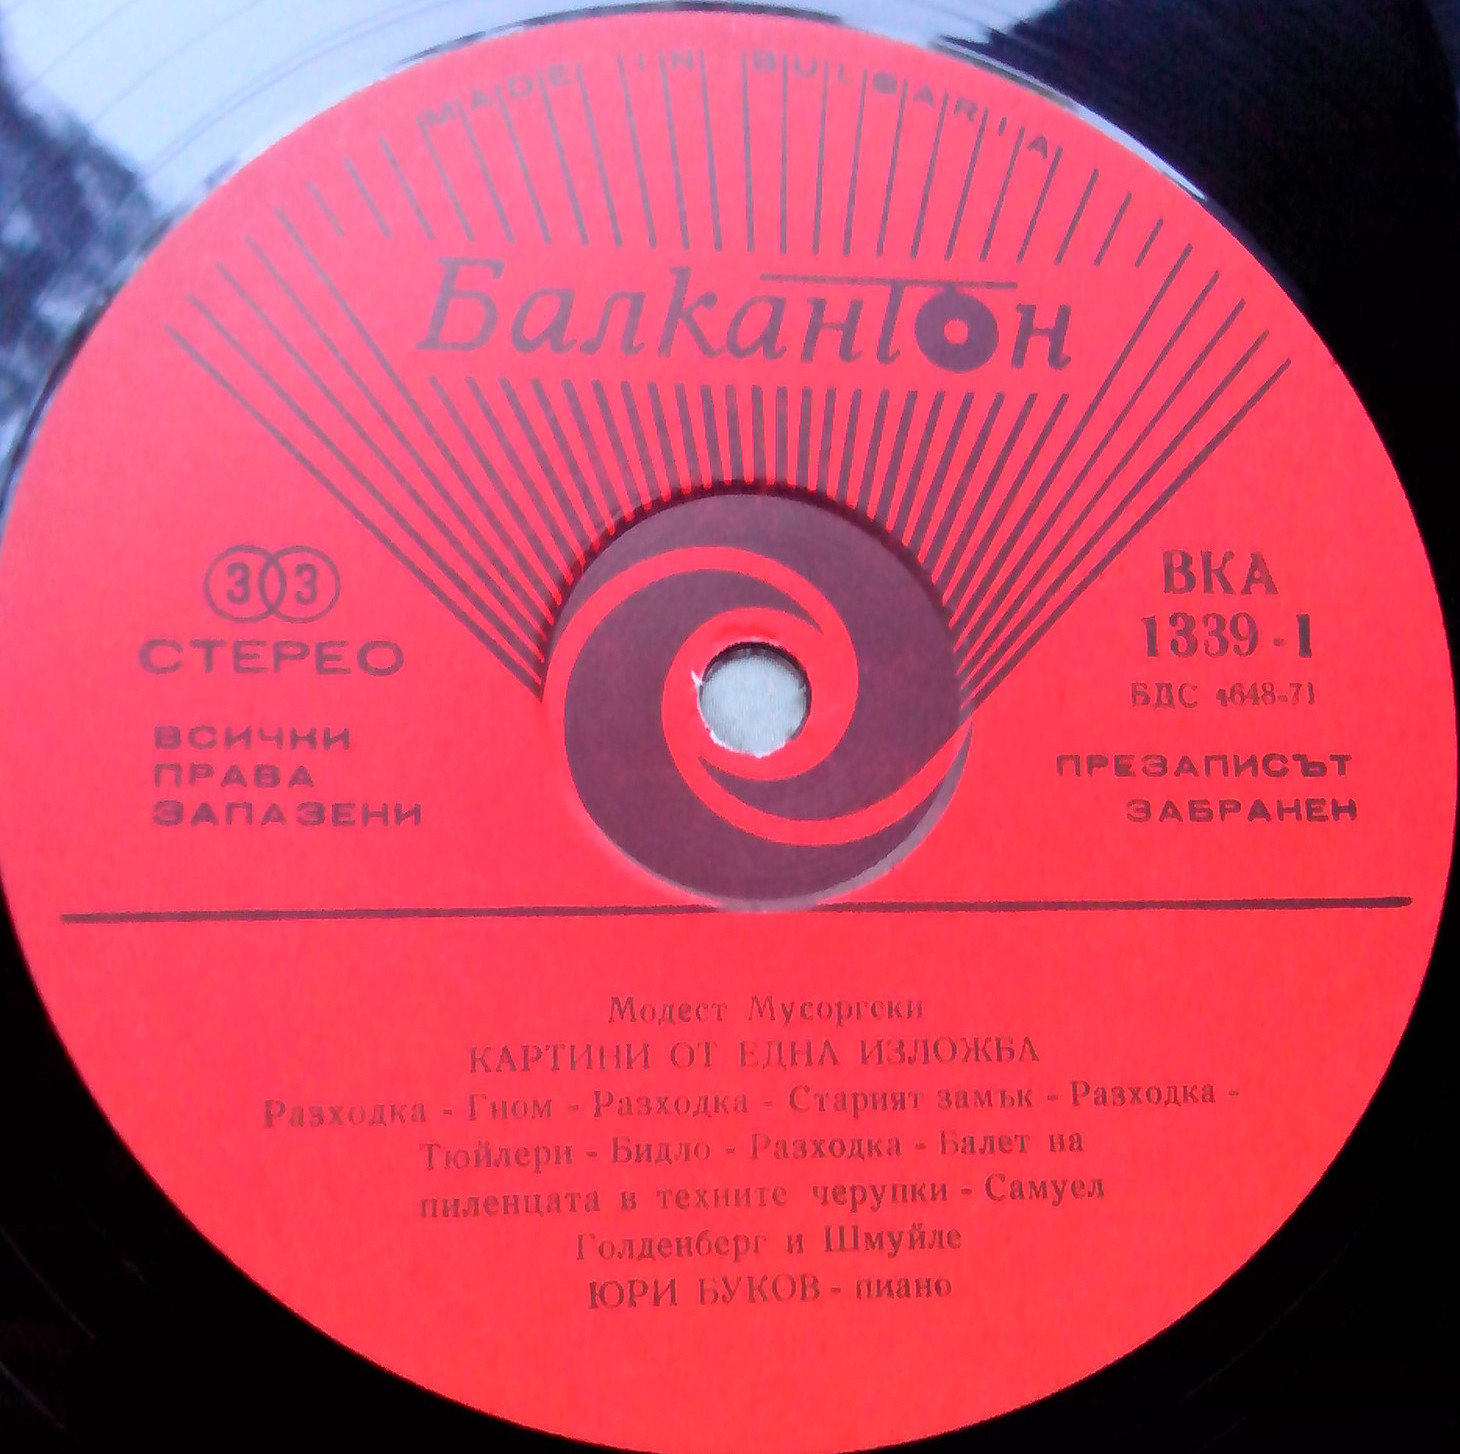 MADE IN BULGARIA
Балкантон
33
СТЕРЕО
ВСИЧКИ
ПРАВА
ЗАПАЗЕНИ
ВКА
1339-I
БДС 4648-71
ПРЕЗАПИСЪТ
ЗАБРАНЕН
Модест Мусоргски
КАРТИНИ ОТ ЕДНА ИЗЛОЖБА
Разходка - Гном - Разходка - Старият замък - Разходка -
Тюйлери - Бидло - Разходка - Балет на
пиленцата в техните черупки - Самуел
Голденберг и Шмуйле
ЮРИ БУКОВ - пиано